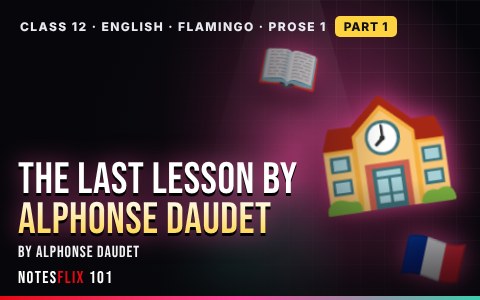 CLASS 12 · ENGLISH · FLAMINGO · PROSE 1 PART 1
THE LAST LESSON BY
ALPHONSE DAUDET
BY ALPHONSE DAUDET
NOTESFLIX 101